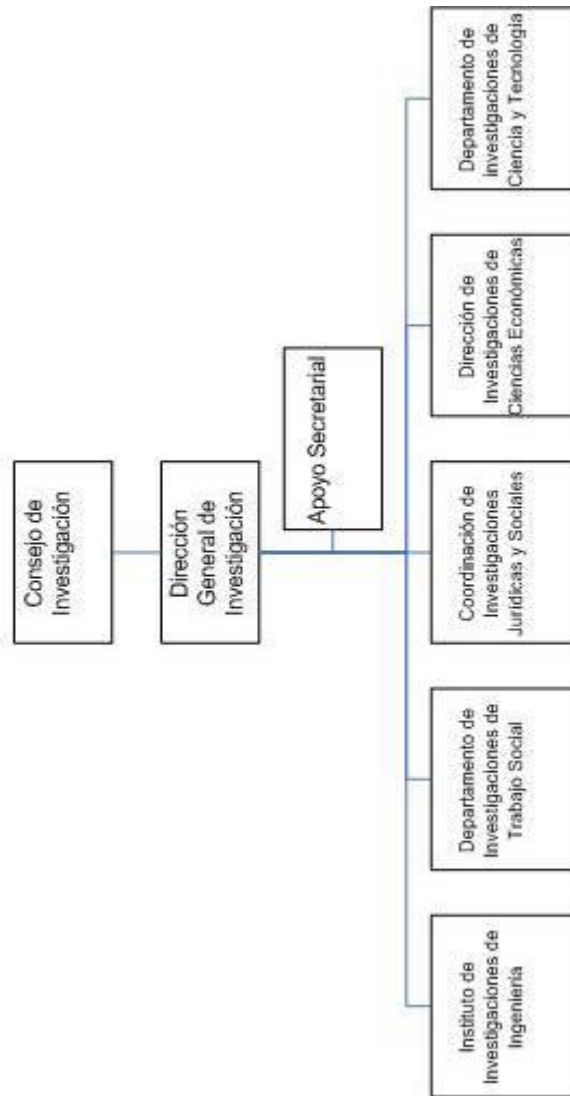 Consejo de
Investigación
Dirección
General de
Investigación
Apoyo Secretarial
Instituto de
Investigaciones de
Ingeniería
Departamento de
Investigaciones de
Trabajo Social
Coordinación de
Investigaciones
Jurídicas y Sociales
Dirección de
Investigaciones de
Ciencias Económicas
Departamento de
Investigaciones de
Ciencia y Tecnología